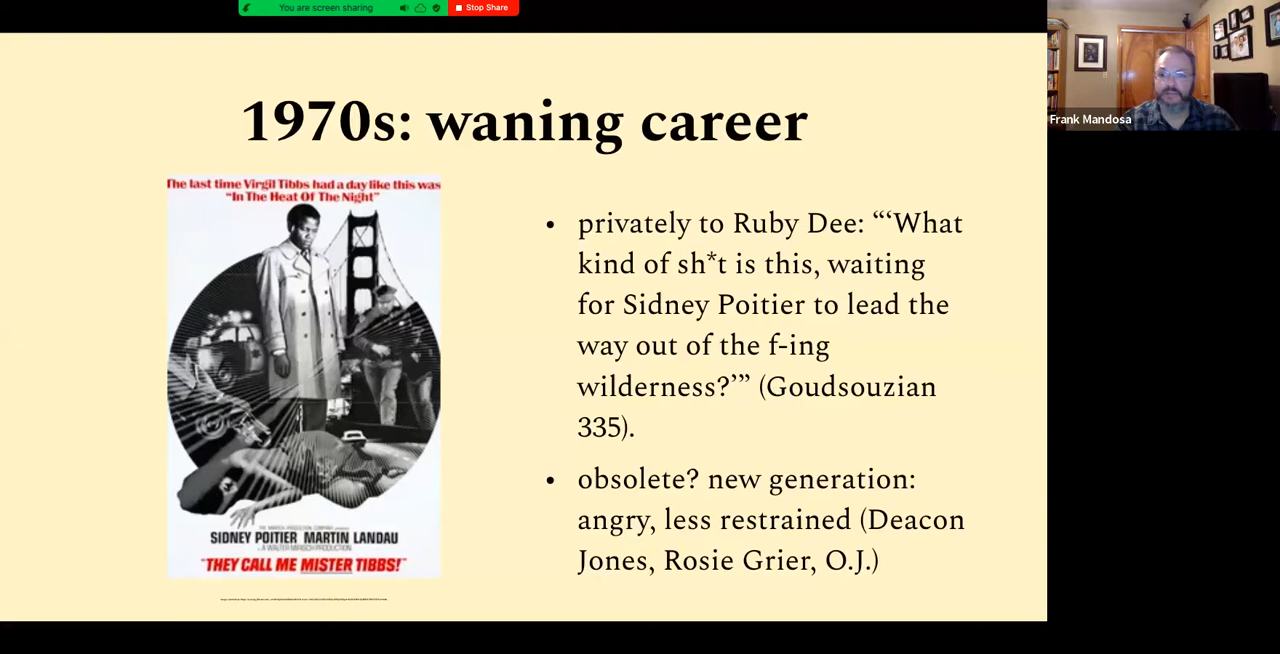 You are screen sharing
Stop Share
Frank Mandosa
1970s: waning career
The last time Virgil Tibbs had a day like this was
“In The Heat Of The Night”
SIDNEY POITIER MARTIN LANDAU
A WALTER MIRISCH PRODUCTION
“THEY CALL ME MISTER TIBBS!”
• privately to Ruby Dee: “‘What
kind of sh*t is this, waiting
for Sidney Poitier to lead the
way out of the f-ing
wilderness?’” (Goudsouzian
335).
• obsolete? new generation:
angry, less restrained (Deacon
Jones, Rosie Grier, O.J.)